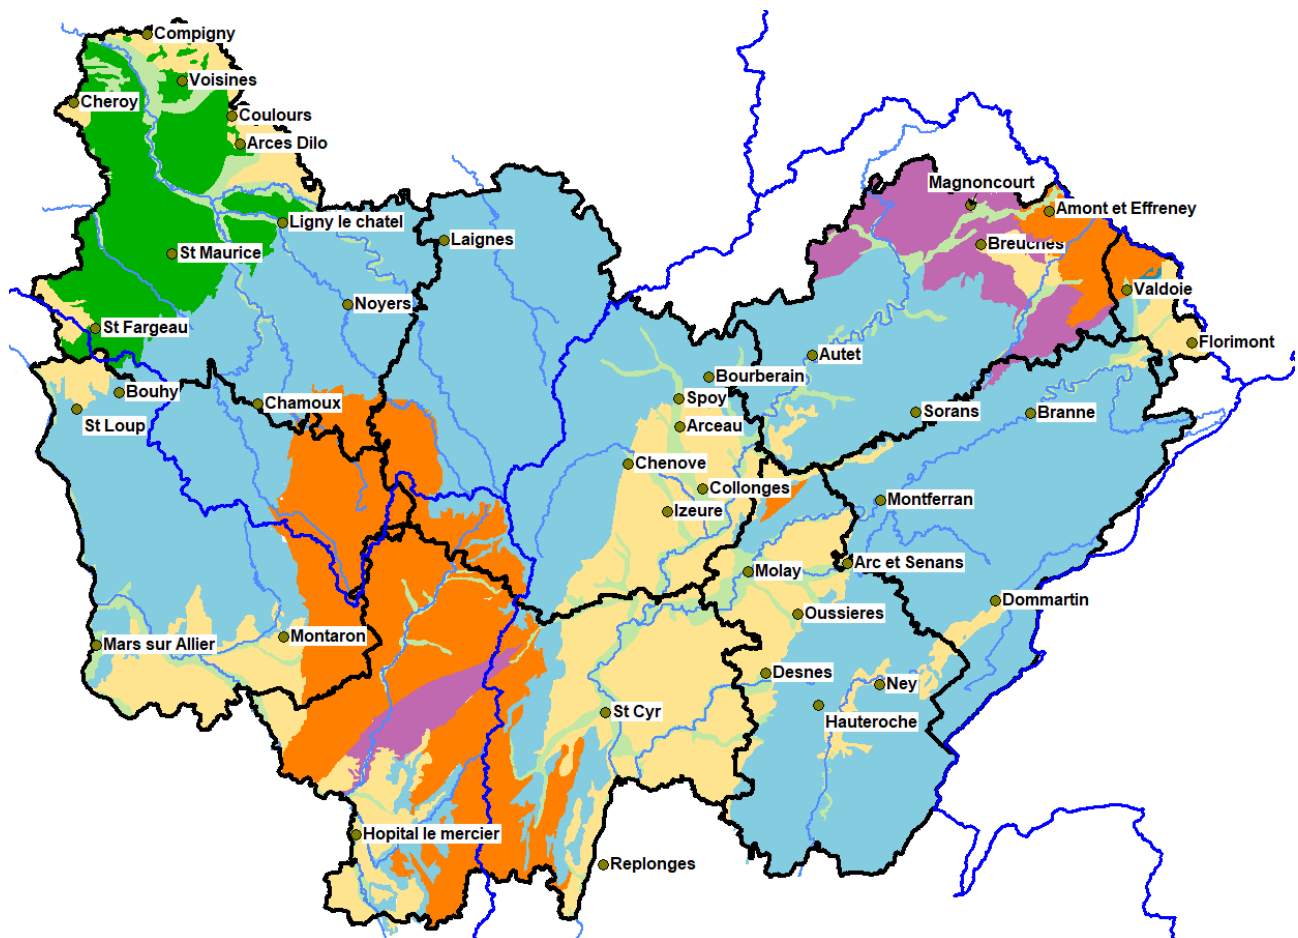 Compigny
Voisines
Cheroy
Coulours
Arces Dilo
Magnoncourt
Amont et Effreney
Ligny le chatel
Laignes
Breuches
St Maurice
Valdoie
Noyers
St Fargeau
Florimont
Autet
Bourberain
Bouhy
Spoy
Chamoux
St Loup
Sorans
Branne
Arceau
Chenove
Collonges
Montferran
Izeure
Arc et Senans
Molay
Dommartin
Oussieres
Montaron
Mars sur Allier
Desnes
Ney
St Cyr
Hauteroche
Hopital le mercier
Replonges